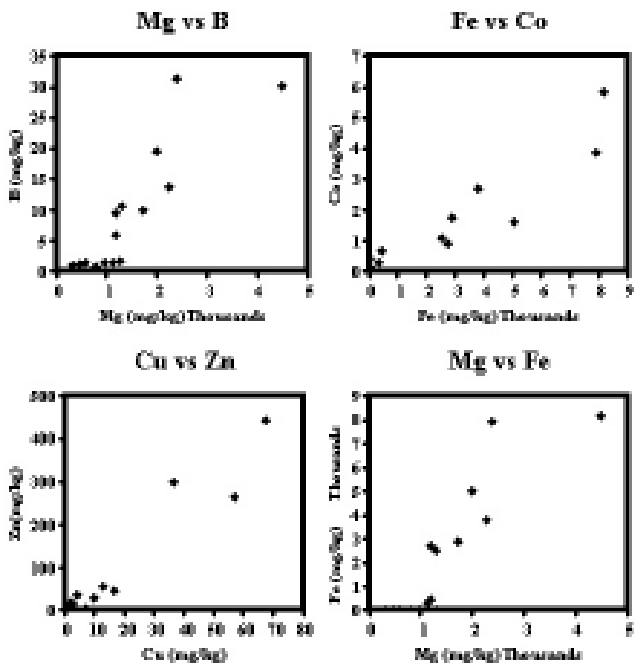 Mg vs B
Fe vs Co
35
30
25
20
15
10
5
0
B (mg/kg)
0 1 2 3 4 5
Mg (mg/kg) Thousands
7
6
5
4
3
2
1
0
Co (mg/kg)
0 1 2 3 4 5 6 7 8 9
Fe (mg/kg) Thousands
Cu vs Zn
Mg vs Fe
500
400
300
200
100
0
Zn(mg/kg)
0 10 20 30 40 50 60 70 80
Cu (mg/kg)
9
8
7
6
5
4
3
2
1
0
Fe (mg/kg) Thousands
0 1 2 3 4 5
Mg (mg/kg) Thousands